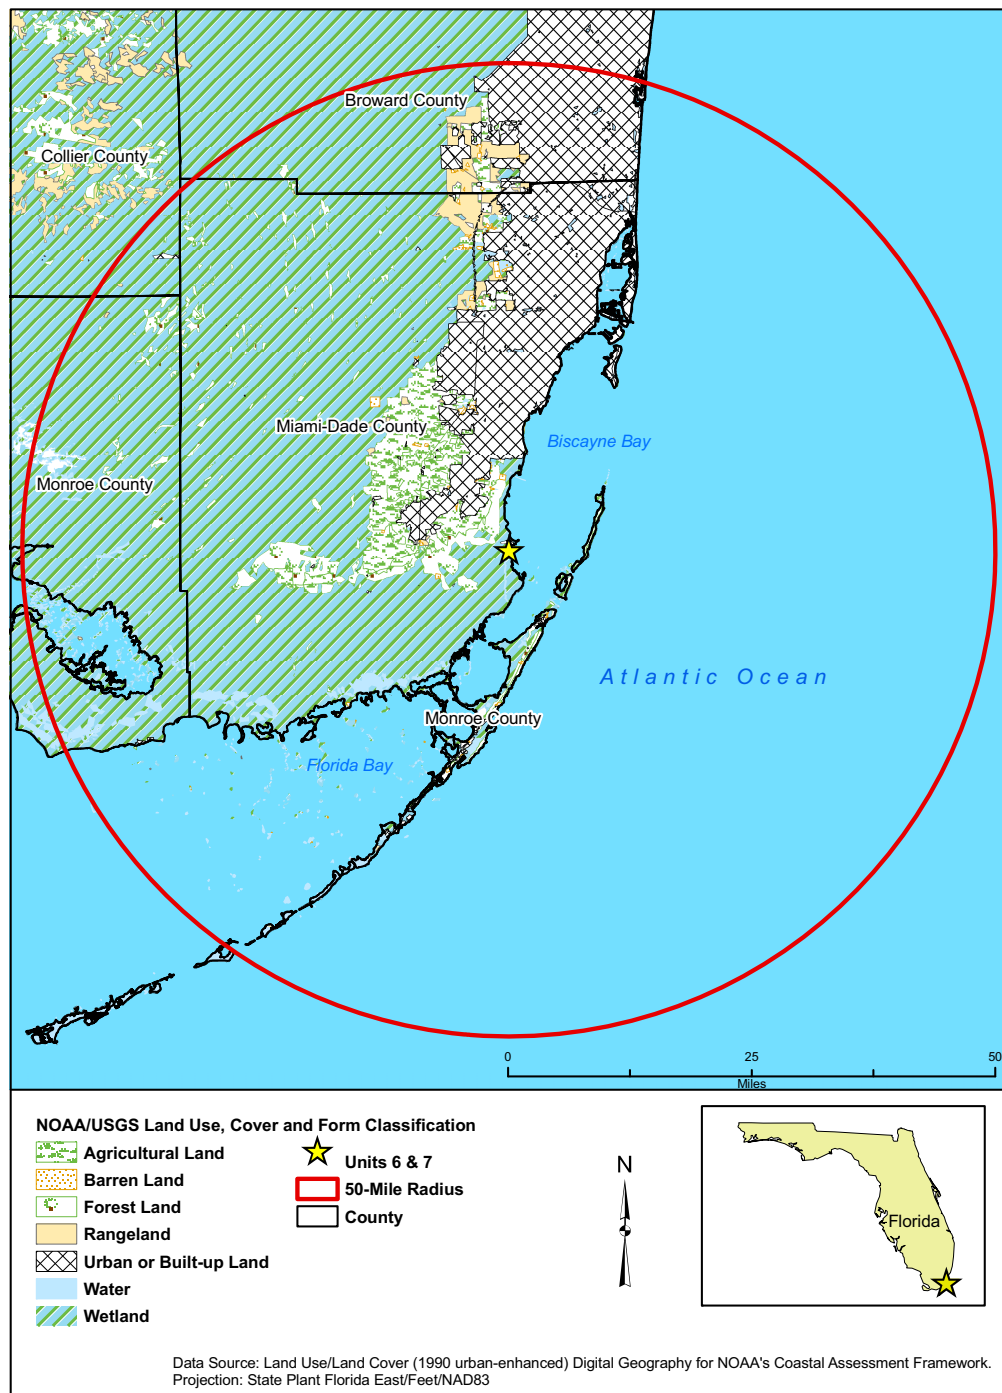 Broward County
Collier County
Miami-Dade County
Biscayne Bay
Monroe County
Atlantic Ocean
Monroe County
Florida Bay
0 25 50
Miles
NOAA/USGS Land Use, Cover and Form Classification
Agricultural Land
Barren Land
Forest Land
Rangeland
Urban or Built-up Land
Water
Wetland
Units 6 & 7
50-Mile Radius
County
N
Florida
Data Source: Land Use/Land Cover (1990 urban-enhanced) Digital Geography for NOAA's Coastal Assessment Framework.
Projection: State Plant Florida East/Feet/NAD83